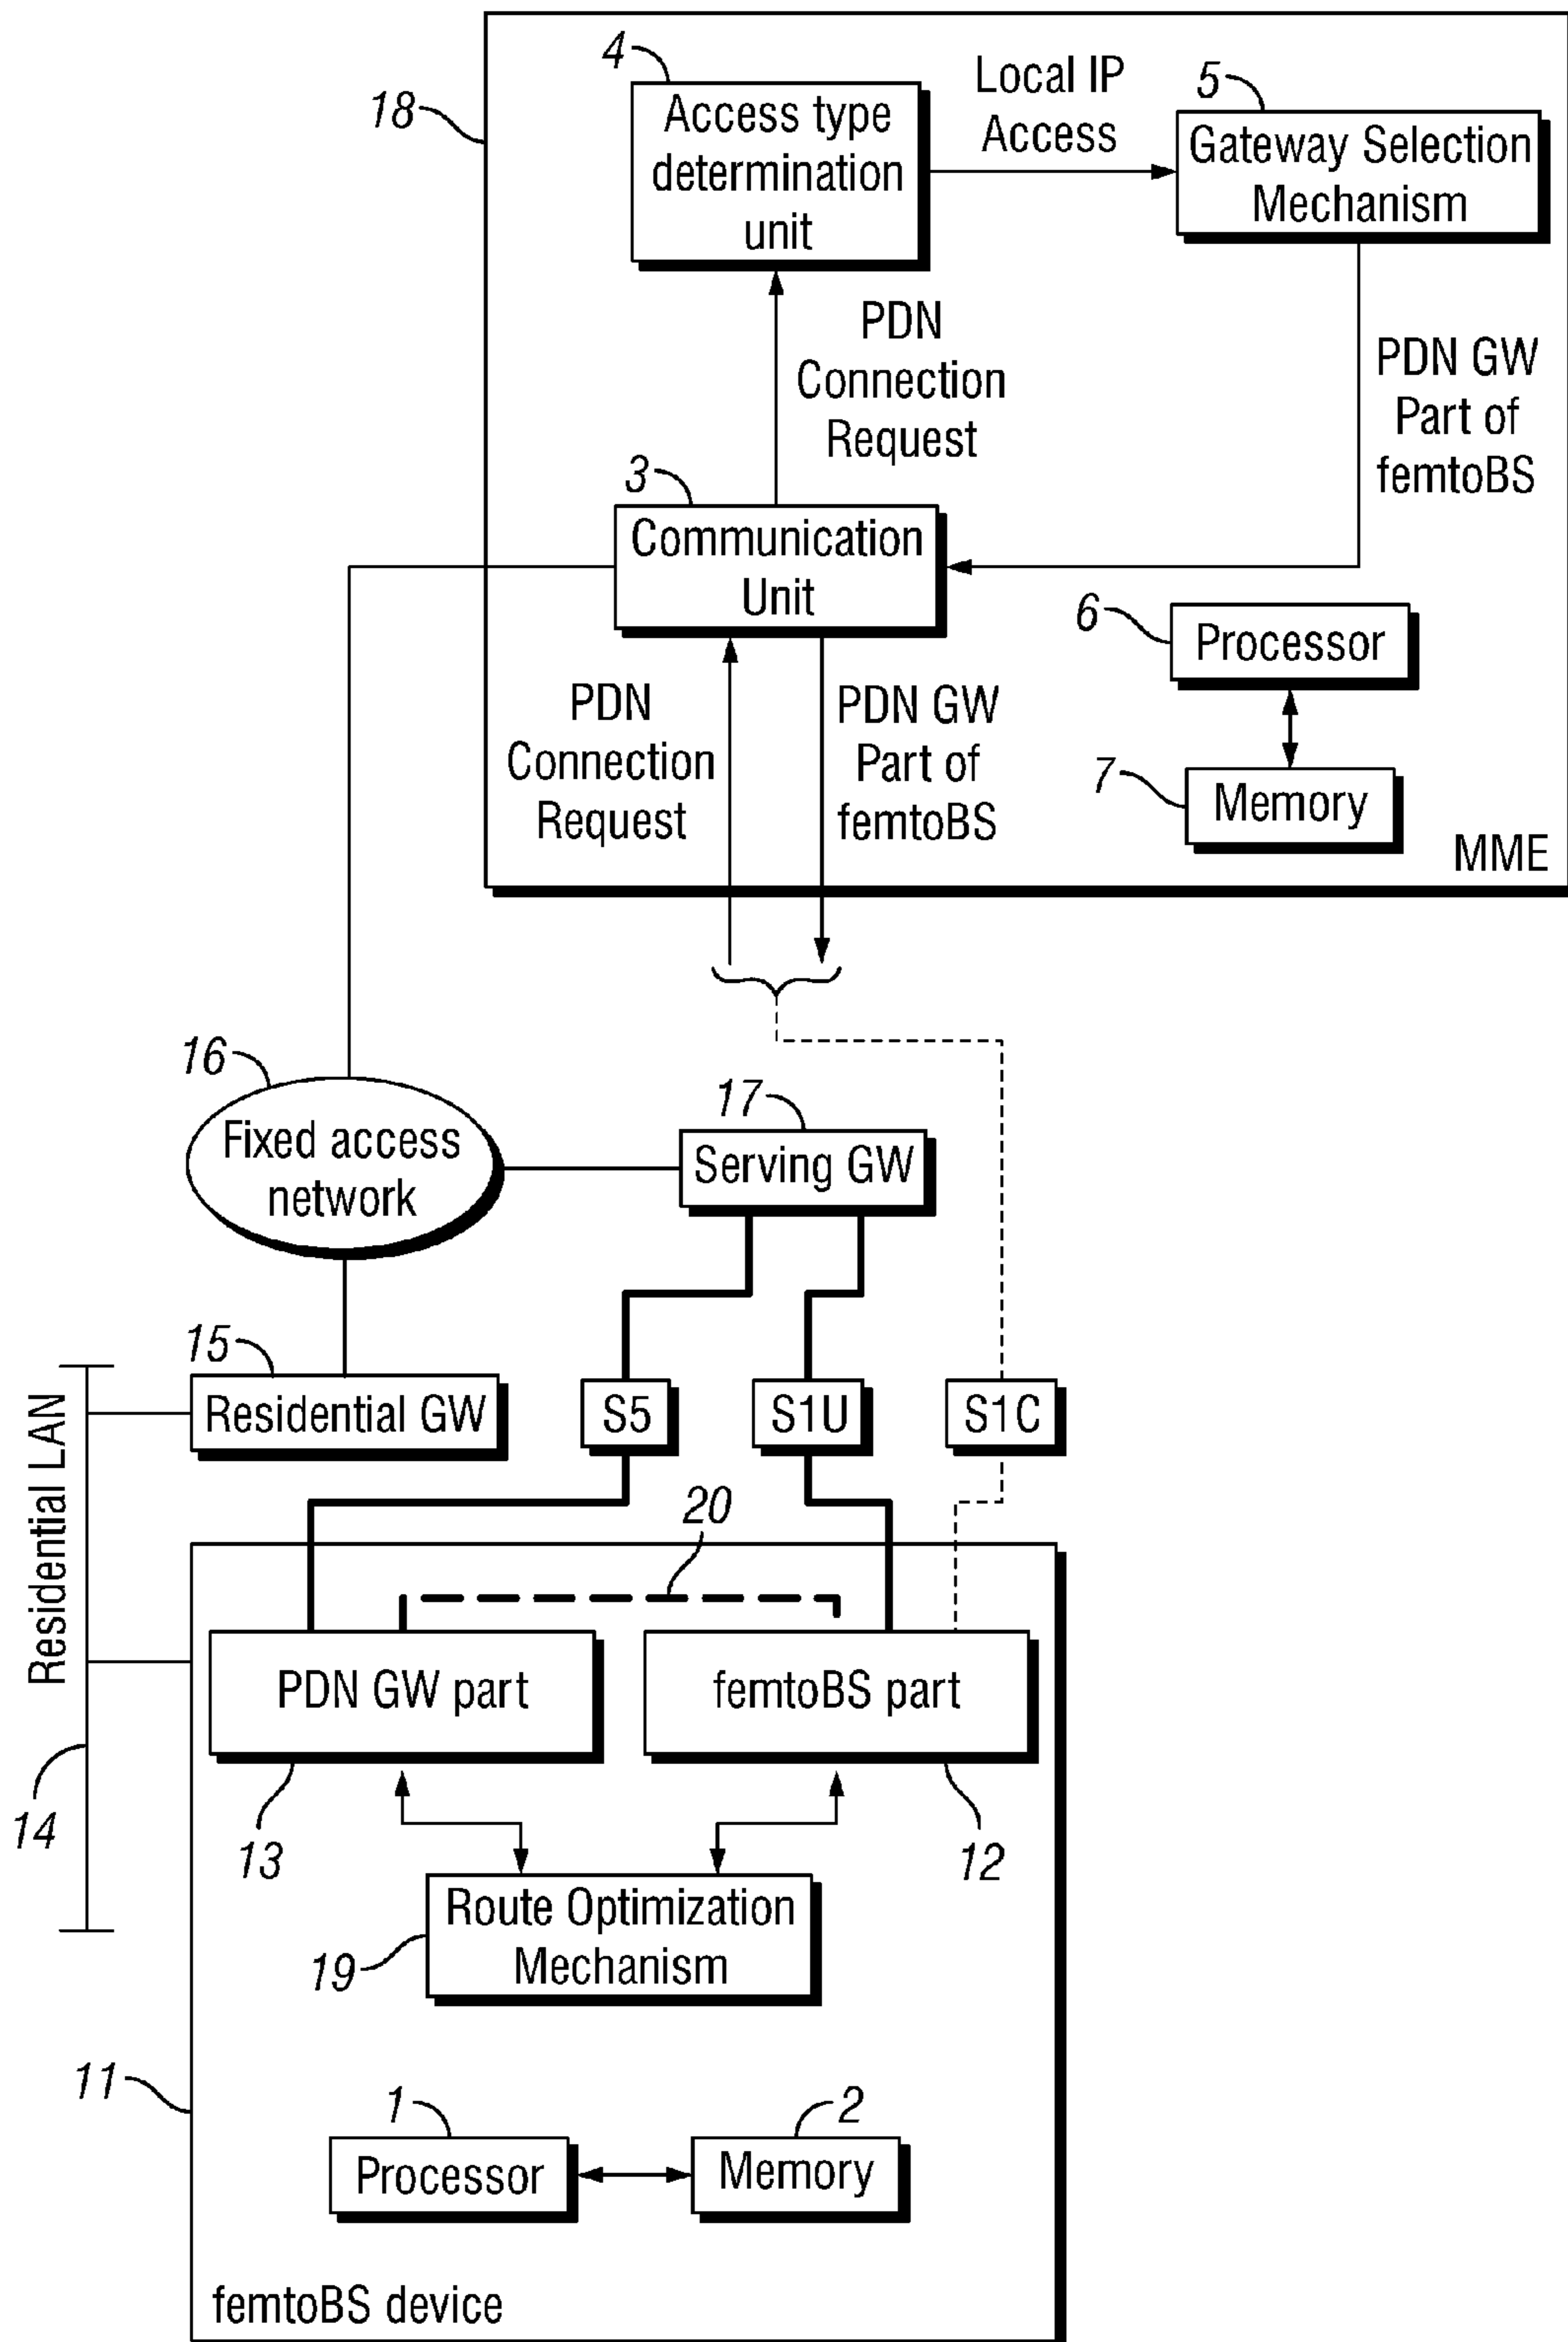 4
Access type
determination
unit
Local IP
Access
5
Gateway Selection
Mechanism
18
PDN
Connection
Request
PDN GW
Part of
femtoBS
3
Communication
Unit
6
Processor
PDN
Connection
Request
PDN GW
Part of
femtoBS
7
Memory
MME
16
Fixed access
network
17
Serving GW
15
Residential GW
S5
S1U
S1C
Residential LAN
20
PDN GW part
femtoBS part
14
13
12
Route Optimization
Mechanism
19
11
1
Processor
2
Memory
femtoBS device